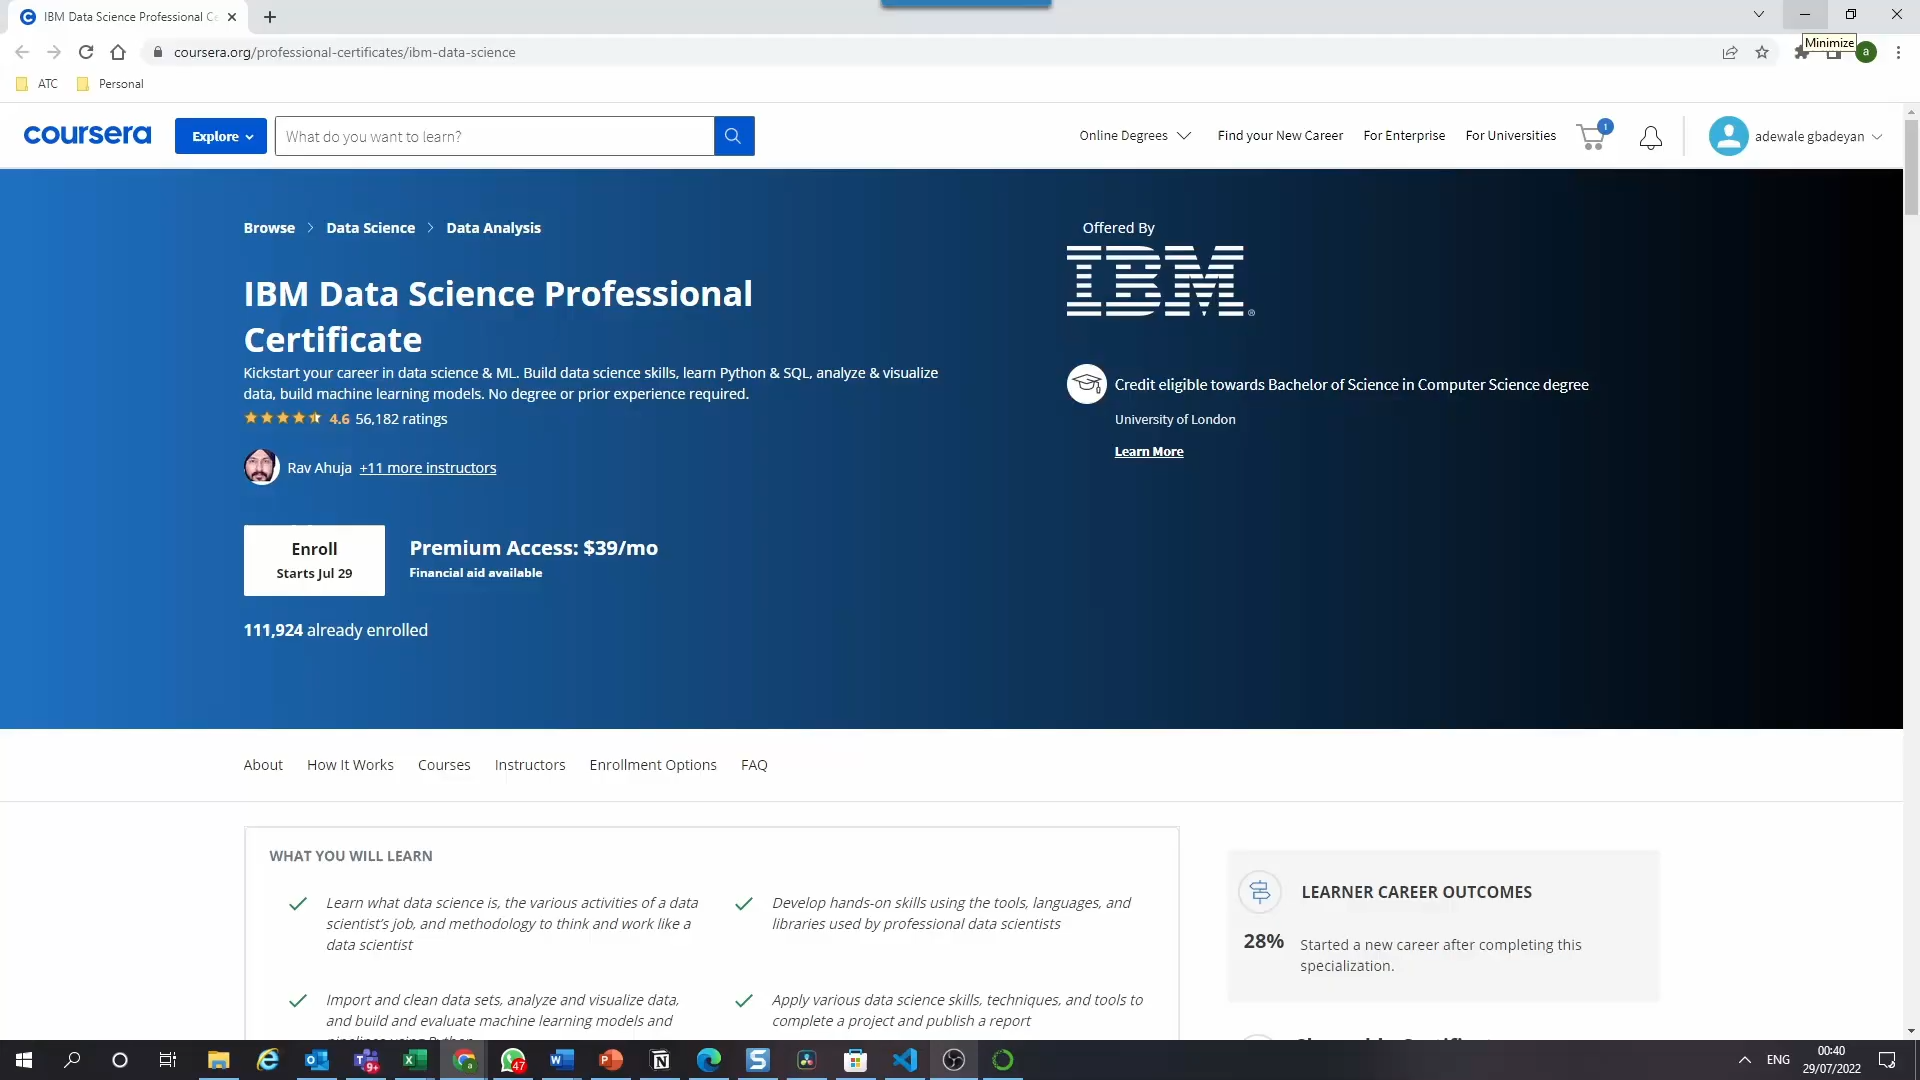 IBM Data Science Professional Ce
coursera.org/professional-certificates/ibm-data-science
Minimize
a
ATC
Personal
coursera
Explore
What do you want to learn?
Online Degrees
Find your New Career
For Enterprise
For Universities
1
adewale gbadeyan
Browse > Data Science > Data Analysis
Offered By
IBM®
IBM Data Science Professional
Certificate
Kickstart your career in data science & ML. Build data science skills, learn Python & SQL, analyze & visualize
data, build machine learning models. No degree or prior experience required.
4.6 56,182 ratings
Credit eligible towards Bachelor of Science in Computer Science degree
University of London
Learn More
Rav Ahuja +11 more instructors
Enroll
Starts Jul 29
Premium Access: $39/mo
Financial aid available
111,924 already enrolled
About
How It Works
Courses
Instructors
Enrollment Options
FAQ
WHAT YOU WILL LEARN
Learn what data science is, the various activities of a data
scientist's job, and methodology to think and work like a
data scientist
Develop hands-on skills using the tools, languages, and
libraries used by professional data scientists
Import and clean data sets, analyze and visualize data,
and build and evaluate machine learning models and
pipelines using Python
Apply various data science skills, techniques, and tools to
complete a project and publish a report
LEARNER CAREER OUTCOMES
28%
Started a new career after completing this
specialization.
9+
47
ENG
00:40
29/07/2022